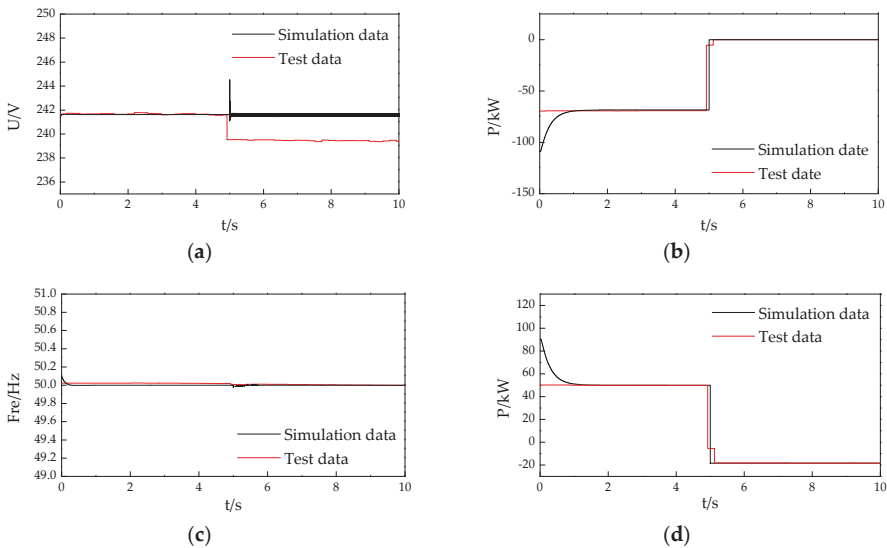 250
248
246
244
242
240
238
236
U/V
Simulation data
Test data
0 2 4 6 8 10
t/s
(a)
0
-50
-100
-150
P/kW
Simulation date
Test date
0 2 4 6 8 10
t/s
(b)
51.0
50.8
50.6
50.4
50.2
50.0
49.8
49.6
49.4
49.2
49.0
Fre/Hz
Simulation data
Test data
0 2 4 6 8 10
t/s
(c)
120
100
80
60
40
20
0
-20
P/kW
Simulation data
Test data
0 2 4 6 8 10
t/s
(d)